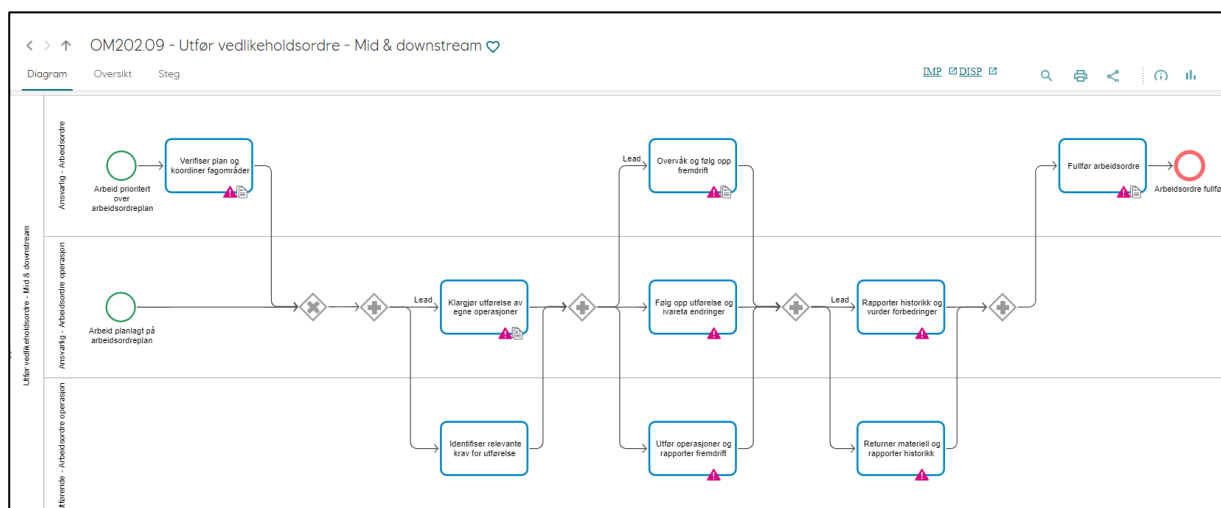 OM202.09 - Utfør vedlikeholdsordre - Mid & downstream
Diagram
Oversikt
Steg
IMP
DISP
Utfør vedlikeholdsordre - Mid & downstream
Ansvarlig - Arbeidsordre
Arbeid prioritert
over
arbeidsordreplan
Verifiser plan og
koordiner fagområder
Lead
Overvåk og følg opp
fremdrift
Fullfør arbeidsordre
Arbeidsordre fullfø
Ansvarlig - Arbeidsordre operasjon
Arbeid planlagt på
arbeidsordreplan
Lead
Klargjør utførelse av
egne operasjoner
Følg opp utførelse og
ivareta endringer
Lead
Rapporter historikk og
vurder forbedringer
Utførende - Arbeidsordre operasjon
Identifiser relevante
krav for utførelse
Utfør operasjoner og
rapporter fremdrift
Returner materiell og
rapporter historikk